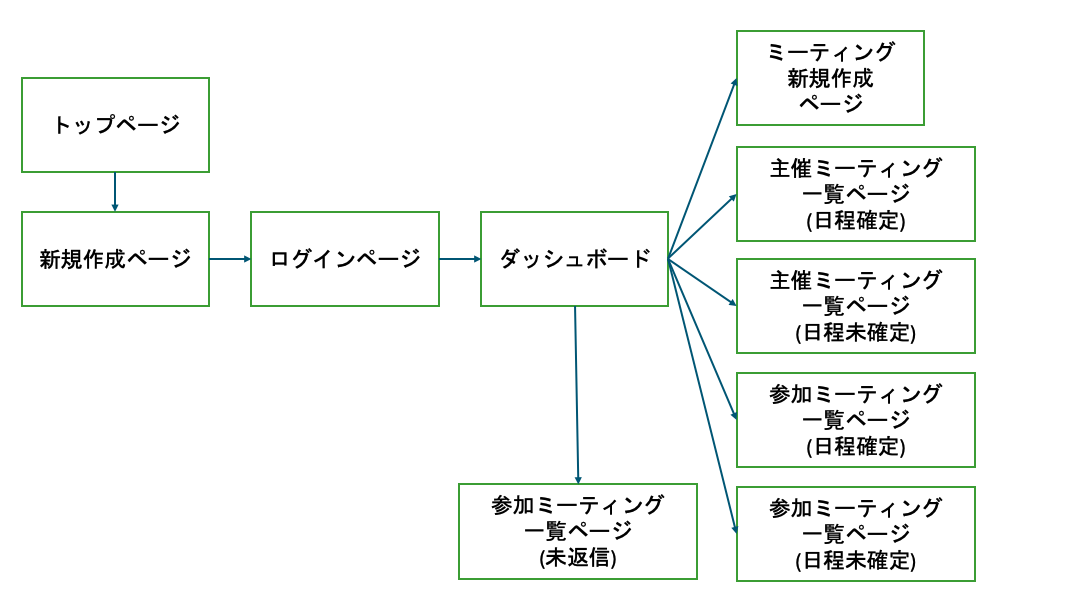 トップページ
新規作成ページ
ログインページ
ダッシュボード
ミーティング
新規作成
ページ
主催ミーティング
一覧ページ
(日程確定)
主催ミーティング
一覧ページ
(日程未確定)
参加ミーティング
一覧ページ
(日程確定)
参加ミーティング
一覧ページ
(日程未確定)
参加ミーティング
一覧ページ
(未返信)